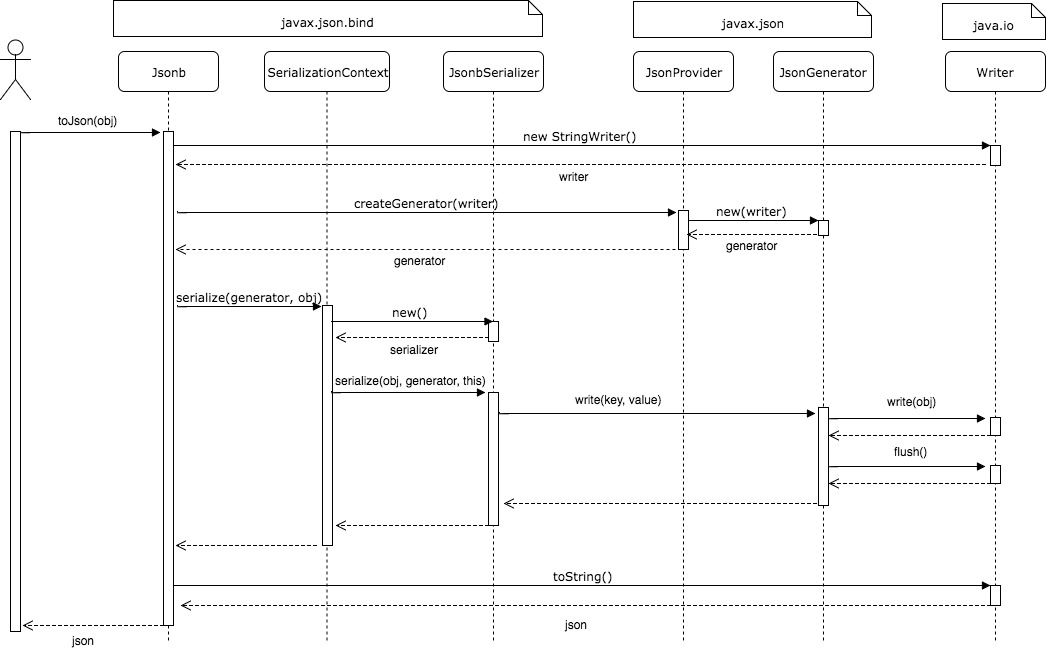 javax.json.bind
javax.json
java.io
Jsonb
SerializationContext
JsonbSerializer
JsonProvider
JsonGenerator
Writer
toJson(obj)
new StringWriter()
writer
createGenerator(writer)
new(writer)
generator
generator
serialize(generator, obj)
new()
serializer
serialize(obj, generator, this)
write(key, value)
write(obj)
flush()
toString()
json
json